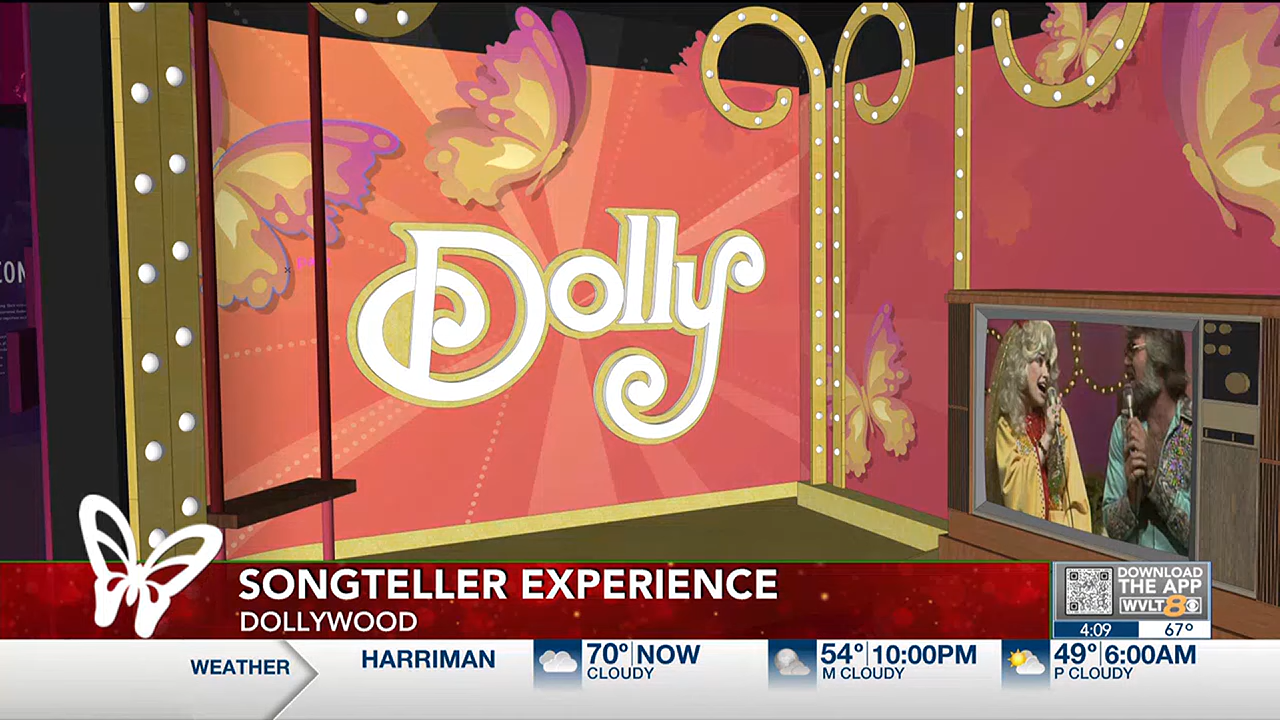 Dolly
SONGTELLER EXPERIENCE
DOLLYWOOD
DOWNLOAD
THE APP
WVLT8
4:09 67°
WEATHER
HARRIMAN
70° NOW
CLOUDY
54° 10:00PM
M CLOUDY
49° 6:00AM
P CLOUDY